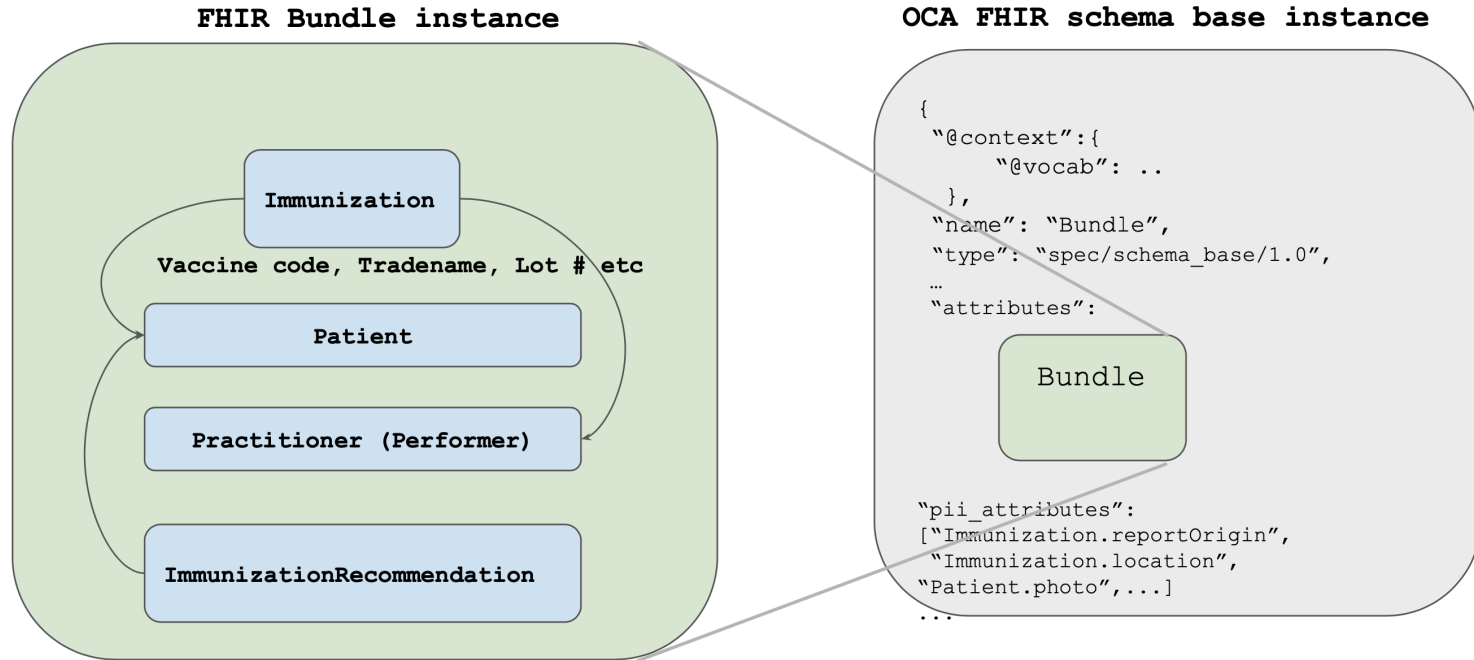 FHIR Bundle instance
Immunization
Vaccine code, Tradename, Lot # etc
Patient
Practitioner (Performer)
ImmunizationRecommendation
OCA FHIR schema base instance
{
“@context”:{
“@vocab”: ..
},
“name”: “Bundle”,
“type”: “spec/schema_base/1.0”,
…
“attributes”:
Bundle
“pii_attributes”:
[“Immunization.reportOrigin”,
“Immunization.location”,
“Patient.photo”,...]
...